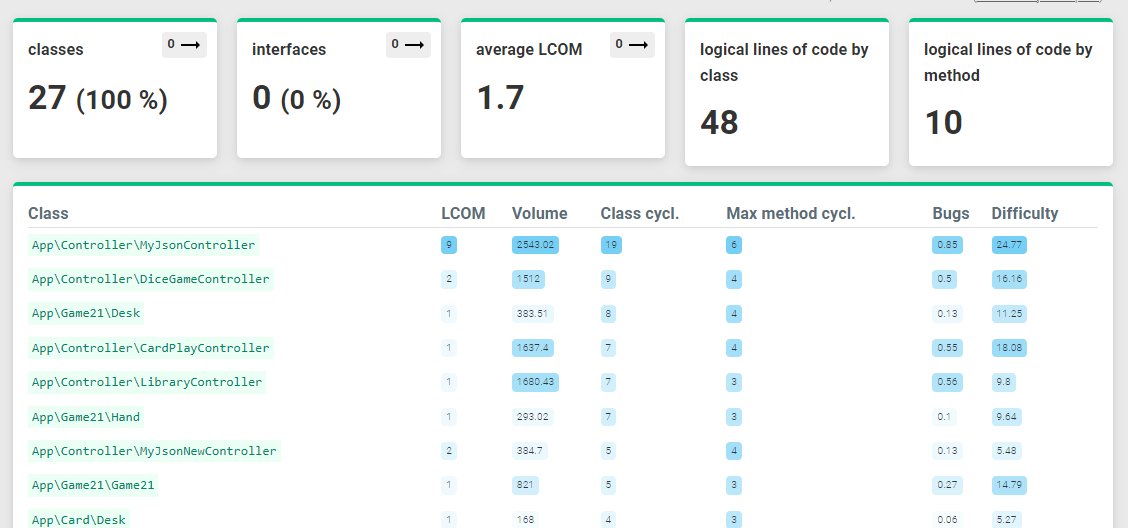 classes 0 →
27 (100 %)
interfaces 0 →
0 (0 %)
average LCOM 0 →
1.7
logical lines of code by
class
48
logical lines of code by
method
10
Class LCOM Volume Class cycl. Max method cycl. Bugs Difficulty
App\Controller\MyJsonController 9 2543.02 19 6 0.85 24.77
App\Controller\DiceGameController 2 1512 9 4 0.5 16.16
App\Game21\Desk 1 383.51 8 4 0.13 11.25
App\Controller\CardPlayController 1 1637.4 7 4 0.55 18.08
App\Controller\LibraryController 1 1680.43 7 3 0.56 9.8
App\Game21\Hand 1 293.02 7 3 0.1 9.64
App\Controller\MyJsonNewController 2 384.7 5 4 0.13 5.48
App\Game21\Game21 1 821 5 3 0.27 14.79
App\Card\Desk 1 168 4 3 0.06 5.27